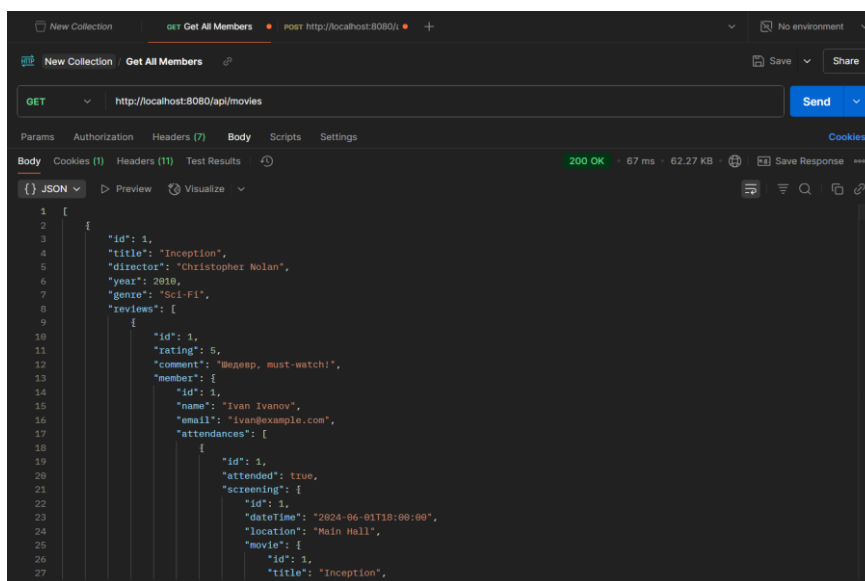 New Collection GET Get All Members POST http://localhost:8080/a + No environment
HTTP New Collection / Get All Members Save Share
GET http://localhost:8080/api/movies Send
Params Authorization Headers (7) Body Scripts Settings Cookies
Body Cookies (1) Headers (11) Test Results 200 OK • 67 ms • 62.27 KB • Save Response
{} JSON Preview Visualize
1 [
2 {
3 "id": 1,
4 "title": "Inception",
5 "director": "Christopher Nolan",
6 "year": 2010,
7 "genre": "Sci-Fi",
8 "reviews": [
9 {
10 "id": 1,
11 "rating": 5,
12 "comment": "Шедевр, must-watch!",
13 "member": {
14 "id": 1,
15 "name": "Ivan Ivanov",
16 "email": "ivan@example.com",
17 "attendances": [
18 {
19 "id": 1,
20 "attended": true,
21 "screening": {
22 "id": 1,
23 "dateTime": "2024-06-01T18:00:00",
24 "location": "Main Hall",
25 "movie": {
26 "id": 1,
27 "title": "Inception",